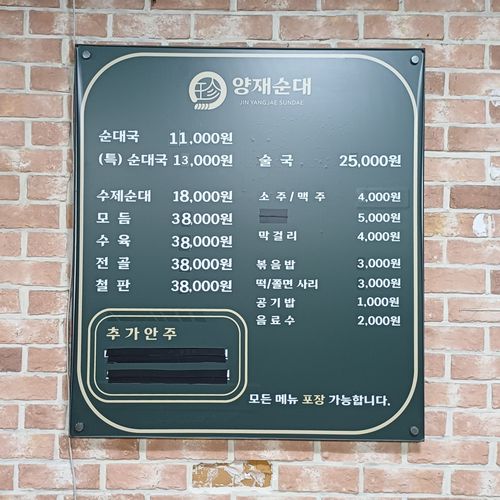 양재순대
JIN YANGJAE SUNDAE
순대국 11,000원
(특) 순대국 13,000원
술 국 25,000원
수제순대 18,000원
모 듬 38,000원
수 육 38,000원
전 골 38,000원
철 판 38,000원
소 주 / 맥 주 4,000원
5,000원
막걸리 4,000원
볶음밥 3,000원
떡/쫄면 사리 3,000원
공기밥 1,000원
음료수 2,000원
추가안주
모든 메뉴 포장 가능합니다.